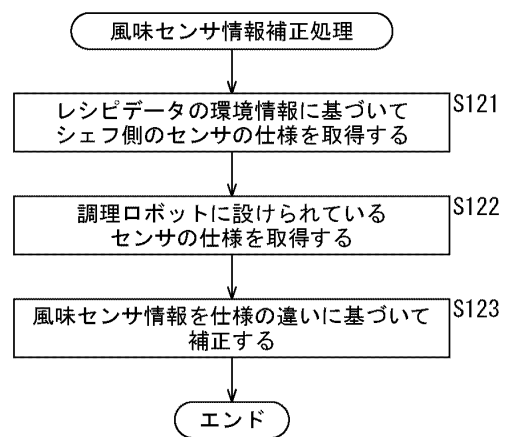 風味センサ情報補正処理
レシピデータの環境情報に基づいて
シェフ側のセンサの仕様を取得する
S121
調理ロボットに設けられている
センサの仕様を取得する
S122
風味センサ情報を仕様の違いに基づいて
補正する
S123
エンド